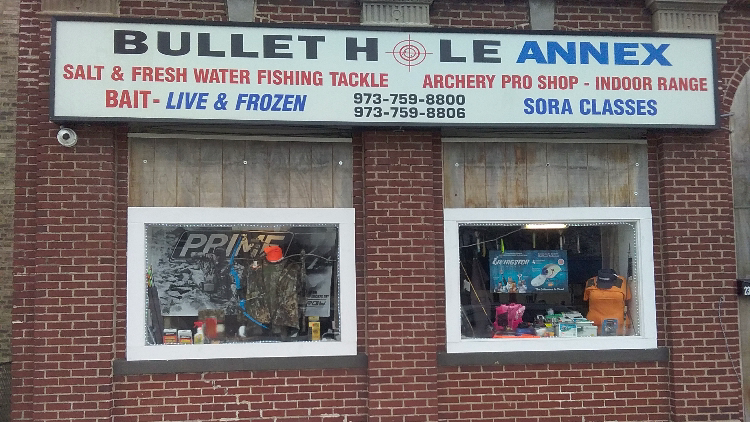 BULLET HOLE ANNEX
SALT & FRESH WATER FISHING TACKLE ARCHERY PRO SHOP - INDOOR RANGE
BAIT- LIVE & FROZEN 973-759-8800 SORA CLASSES
973-759-8806
PRIME